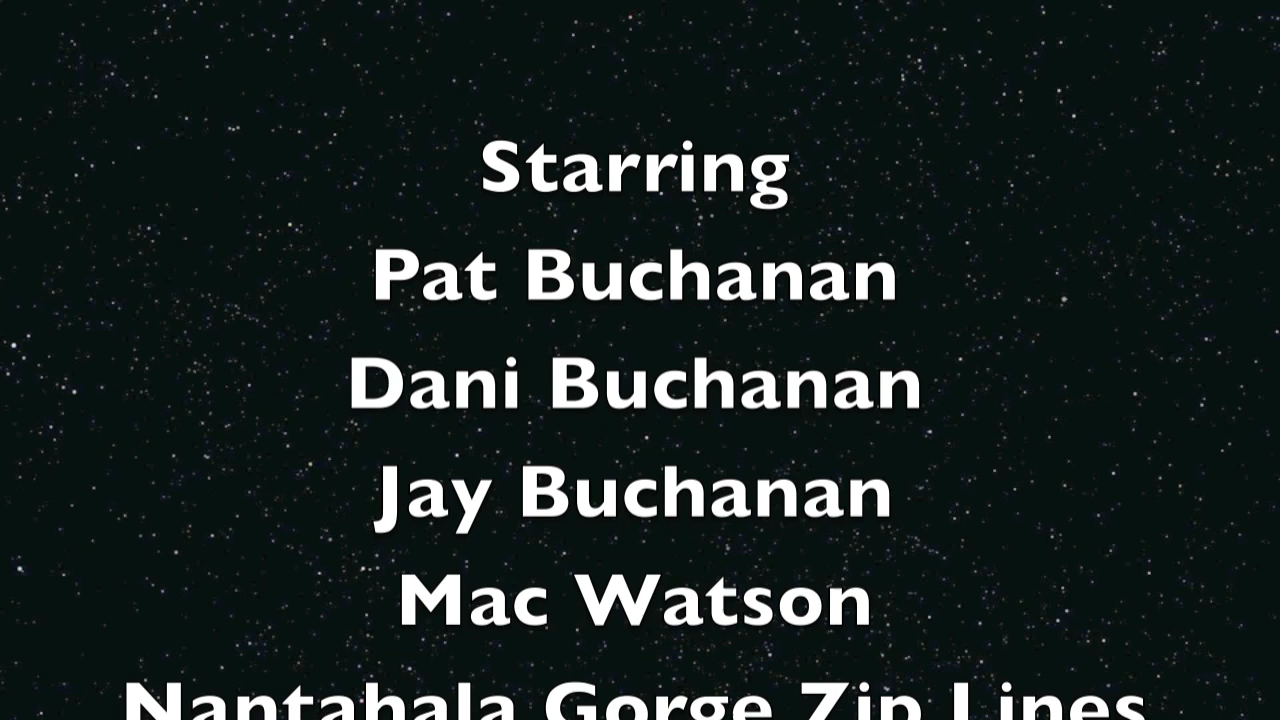 Starring
Pat Buchanan
Dani Buchanan
Jay Buchanan
Mac Watson
Nantahala Gorge Zip Lines